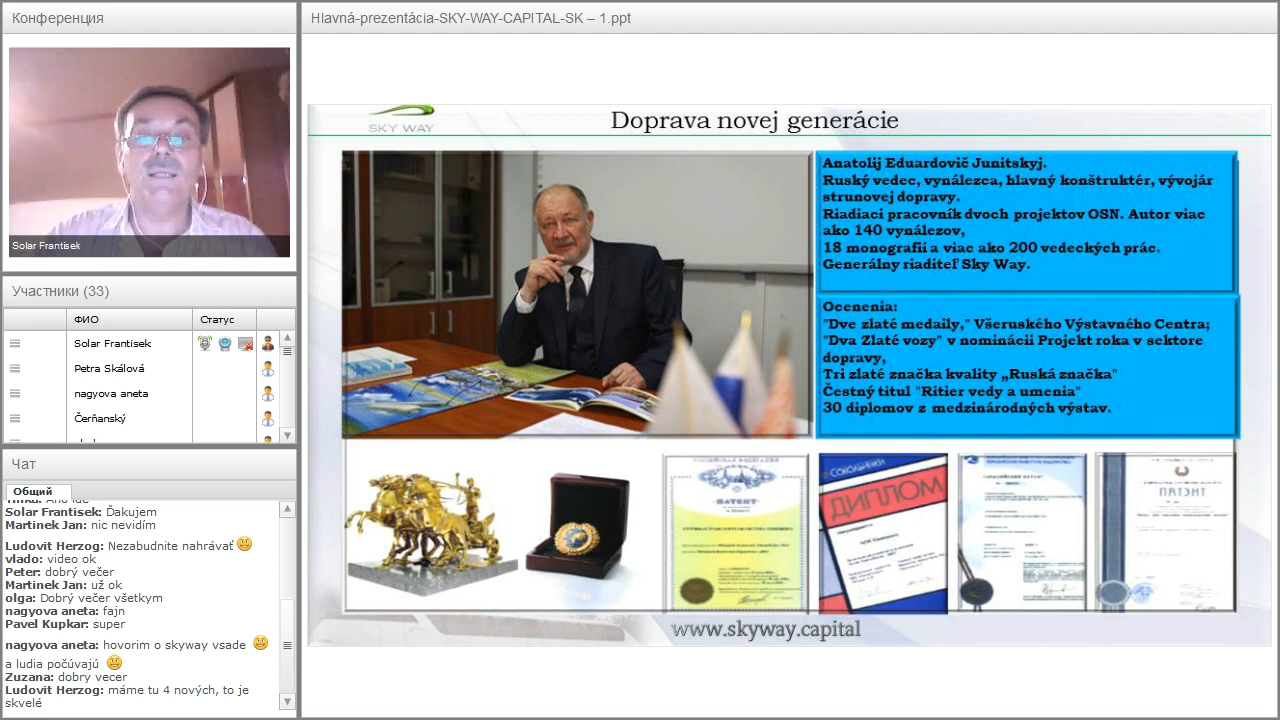 Конференция
Solar Frantisek
Участники (33)
ФИО
Статус
Solar Frantisek
Petra Skálová
nagyova aneta
Čerňanský
Чат
Общий
Solar Frantisek: Dakujem
Martinek Jan: nic nevidím
Ludovit Herzog: Nezabudnite nahrávať
vlado: video ok
Peter: dobrý večer
Martinek Jan: už ok
olga: Dobrý vecer všetkym
nagyova aneta: fajn
Pavel Kupkar: super
nagyova aneta: hovorim o skyway vsade
a ludia počúvajú
Zuzana: dobry vecer
Ludovit Herzog: máme tu 4 nových, to je
skvelé
Hlavná-prezentácia-SKY-WAY-CAPITAL-SK – 1.ppt
SKY WAY
Doprava novej generácie
Anatolij Eduardovič Junitskyj.
Ruský vedec, vynálezca, hlavný konštruktér, vývojár
strunovej dopravy.
Riadiaci pracovník dvoch projektov OSN. Autor viac
ako 140 vynálezov,
18 monografií a viac ako 200 vedeckých prác.
Generálny riaditeľ Sky Way.
Ocenenia:
"Dve zlaté medaily," Všeruského Výstavného Centra;
"Dva Zlaté vozy" v nominácii Projekt roka v sektore
dopravy,
Tri zlaté značka kvality „Ruská značka"
Čestný titul "Ritier vedy a umenia"
30 diplomov z medzinárodných výstav.
ПАТЕНТ
СОКОЛЬНИКИ
ДИПЛОМ
ПАТЭНТ
www.skyway.capital